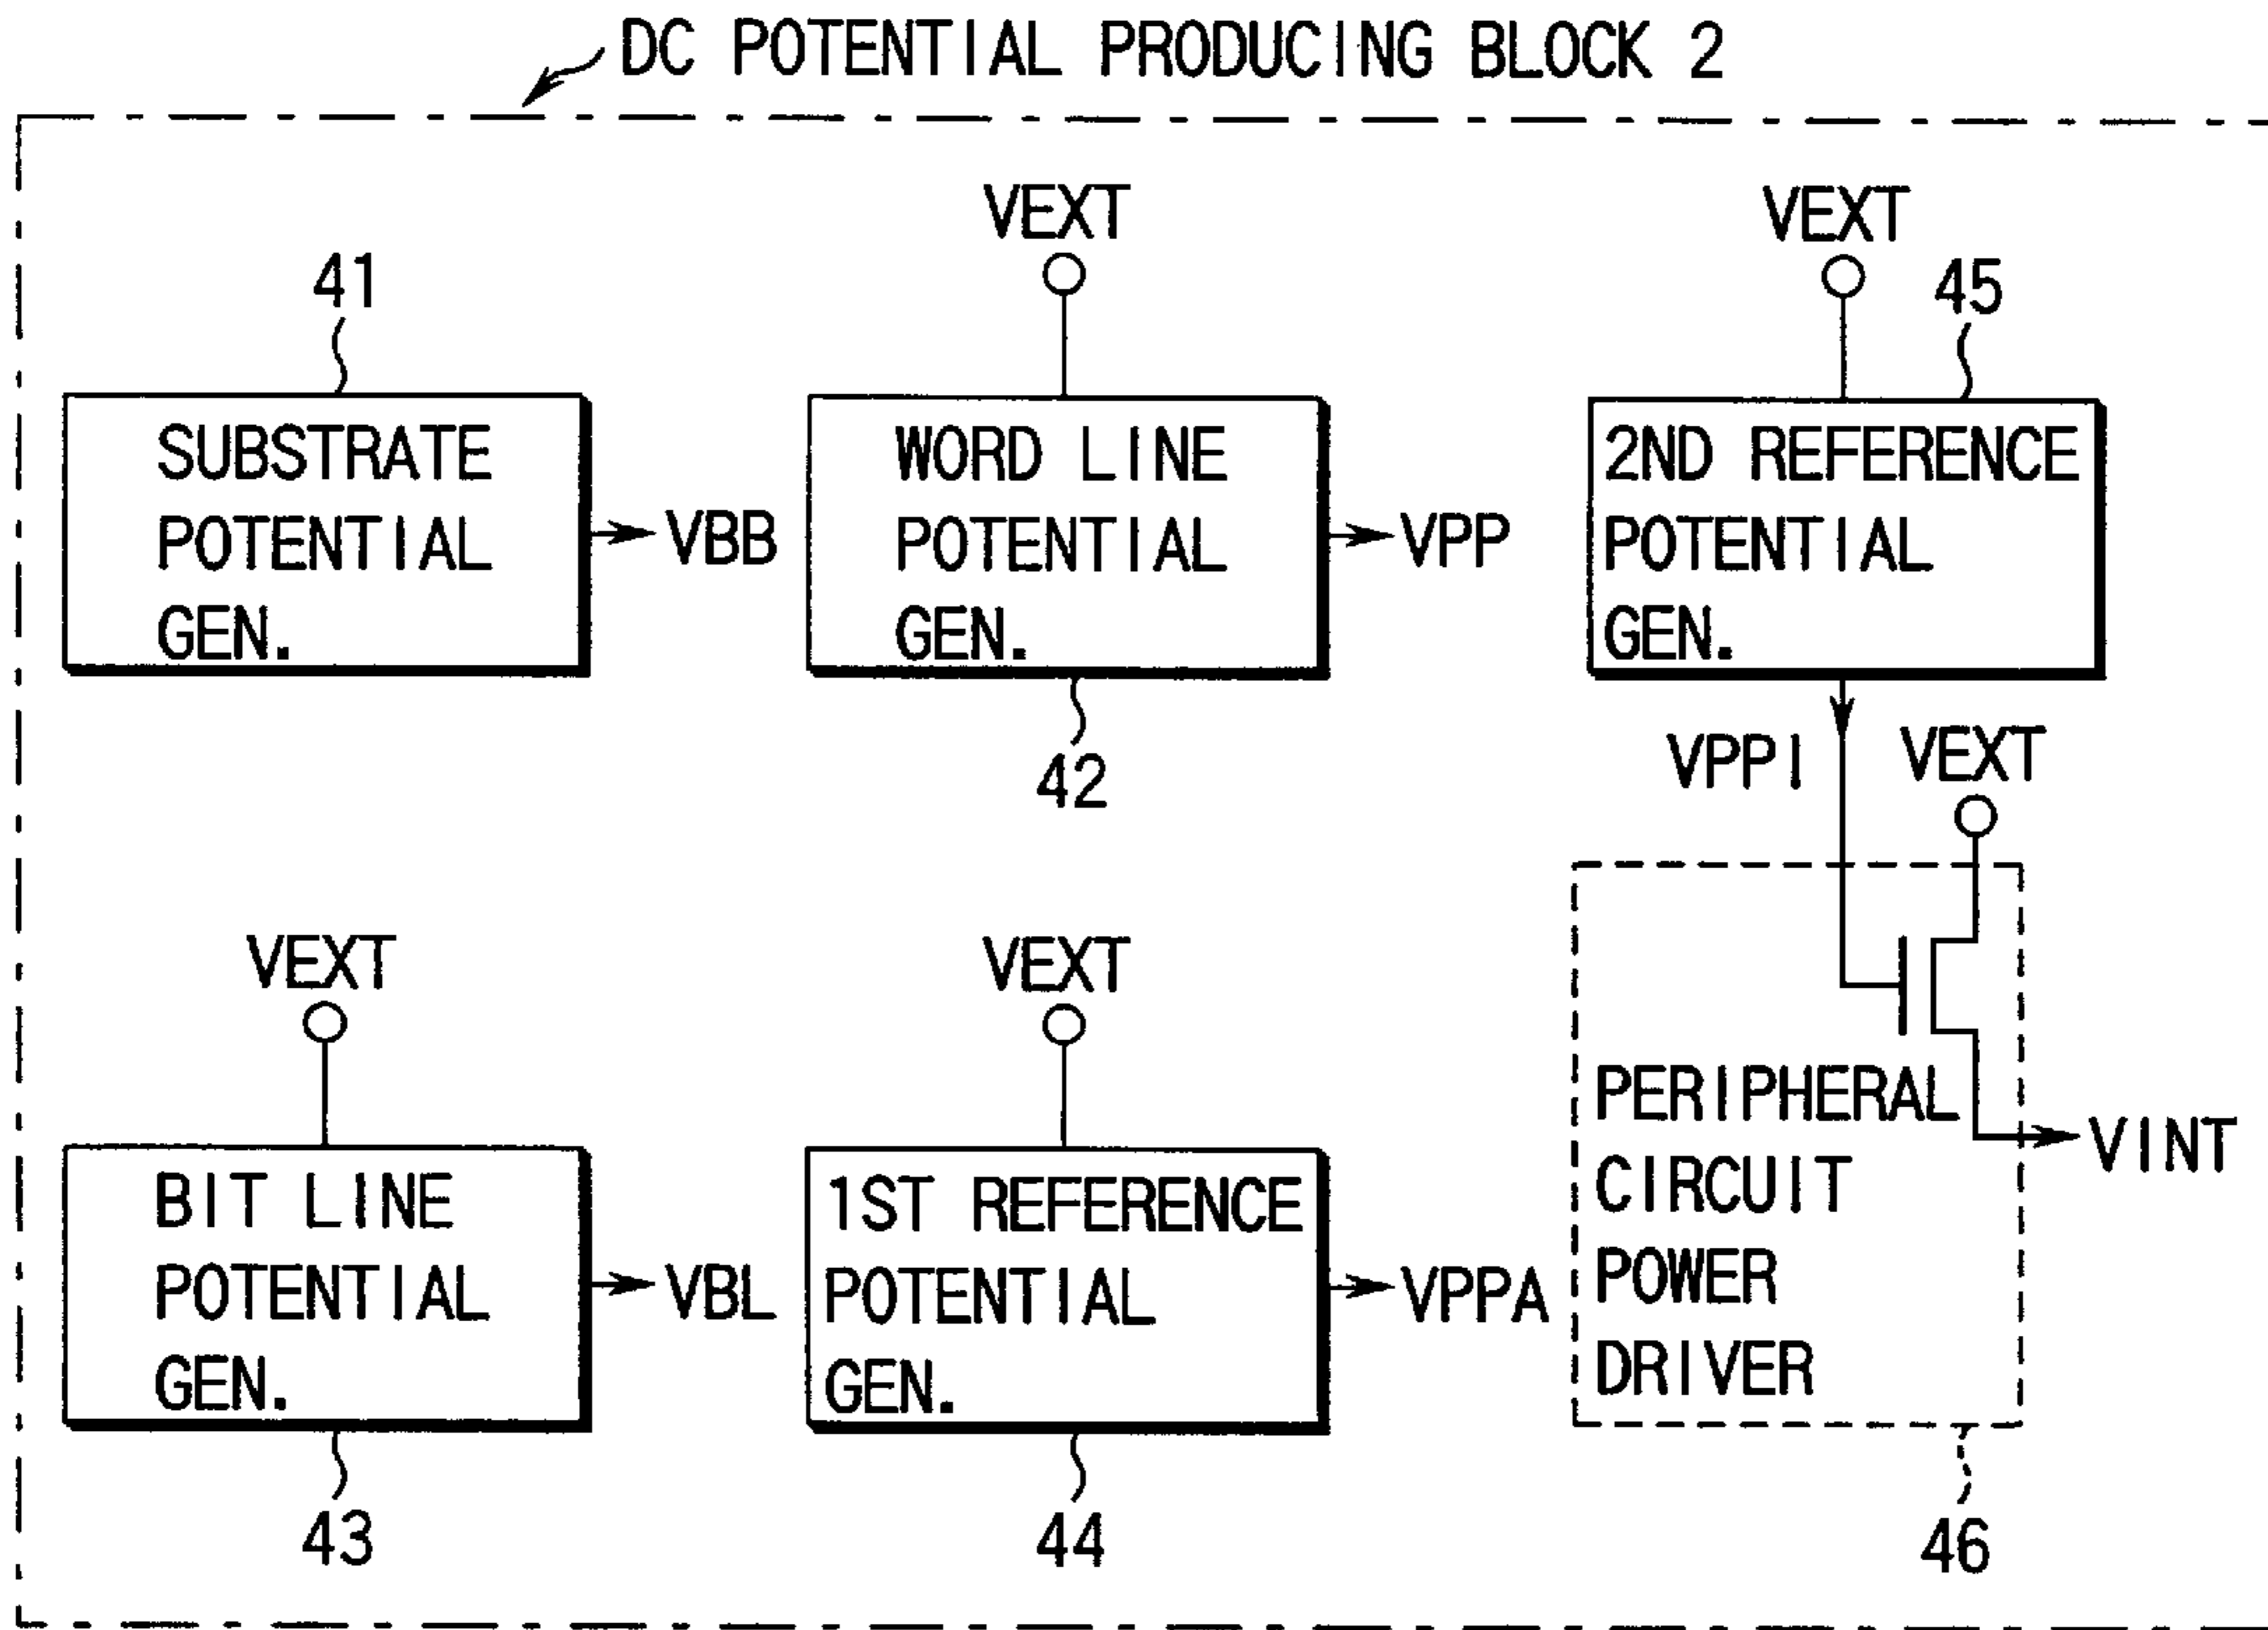 DC POTENTIAL PRODUCING BLOCK 2
41
SUBSTRATE
POTENTIAL
GEN.
VBB
VEXT
WORD LINE
POTENTIAL
GEN.
VPP
42
VEXT
45
2ND REFERENCE
POTENTIAL
GEN.
VPPI
VEXT
PERIPHERAL
CIRCUIT
POWER
DRIVER
VINT
46
VEXT
BIT LINE
POTENTIAL
GEN.
VBL
43
VEXT
1ST REFERENCE
POTENTIAL
GEN.
VPPA
44